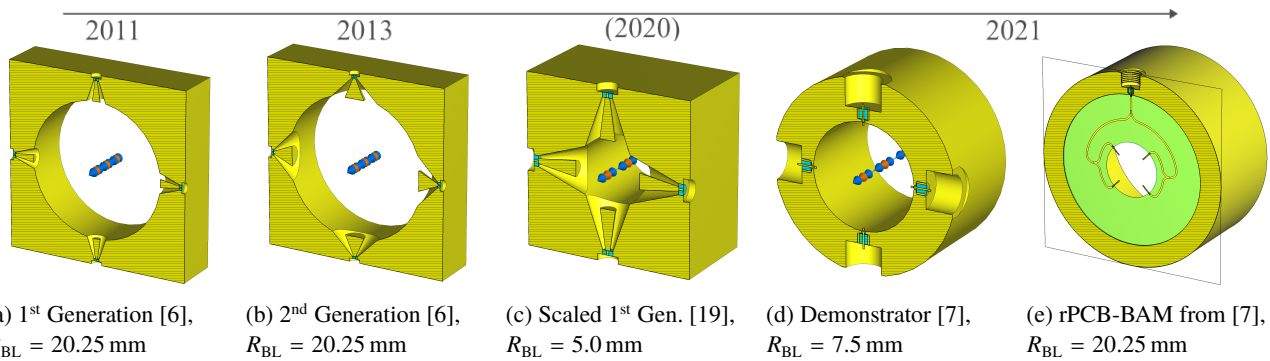 2011 2013 (2020) 2021
) 1st Generation [6], (b) 2nd Generation [6], (c) Scaled 1st Gen. [19], (d) Demonstrator [7], (e) rPCB-BAM from [7],
BL = 20.25 mm RBL = 20.25 mm RBL = 5.0 mm RBL = 7.5 mm RBL = 20.25 mm